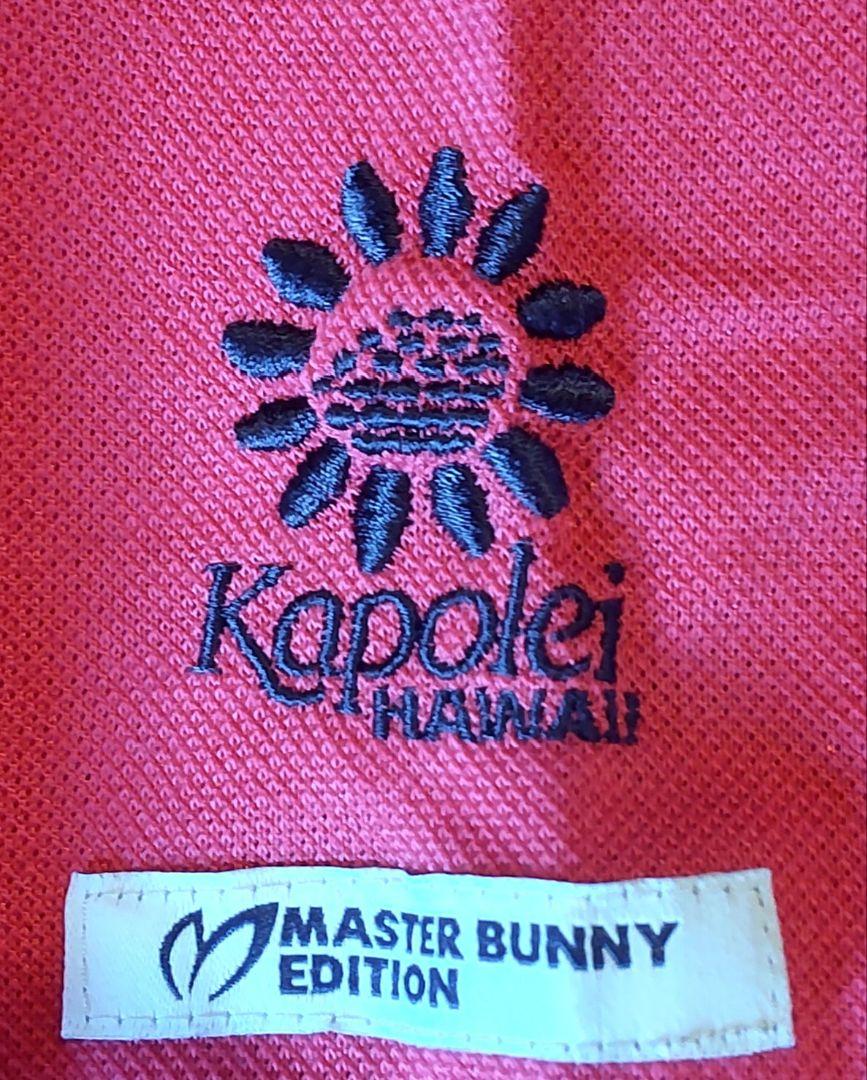 Kapolei
HAWAII
MASTER BUNNY
EDITION